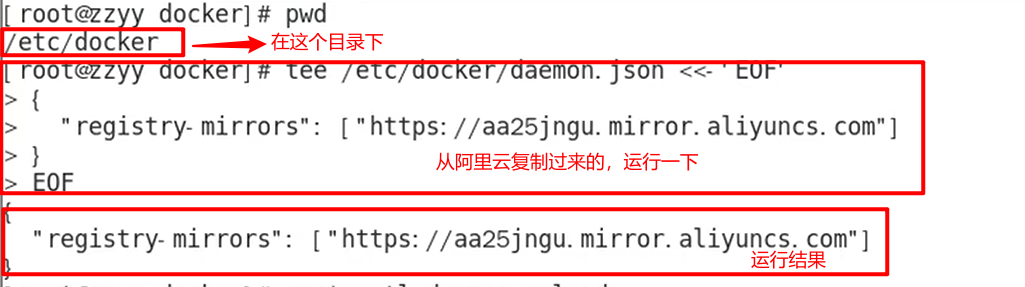 [root@zzyy docker]# pwd
/etc/docker
在这个目录下
[root@zzyy docker]# tee /etc/docker/daemon.json <<-'EOF'
> {
>   "registry-mirrors": ["https://aa25jngu.mirror.aliyuncs.com"]
> }
从阿里云复制过来的，运行一下
> EOF
{
  "registry-mirrors": ["https://aa25jngu.mirror.aliyuncs.com"]
运行结果
}